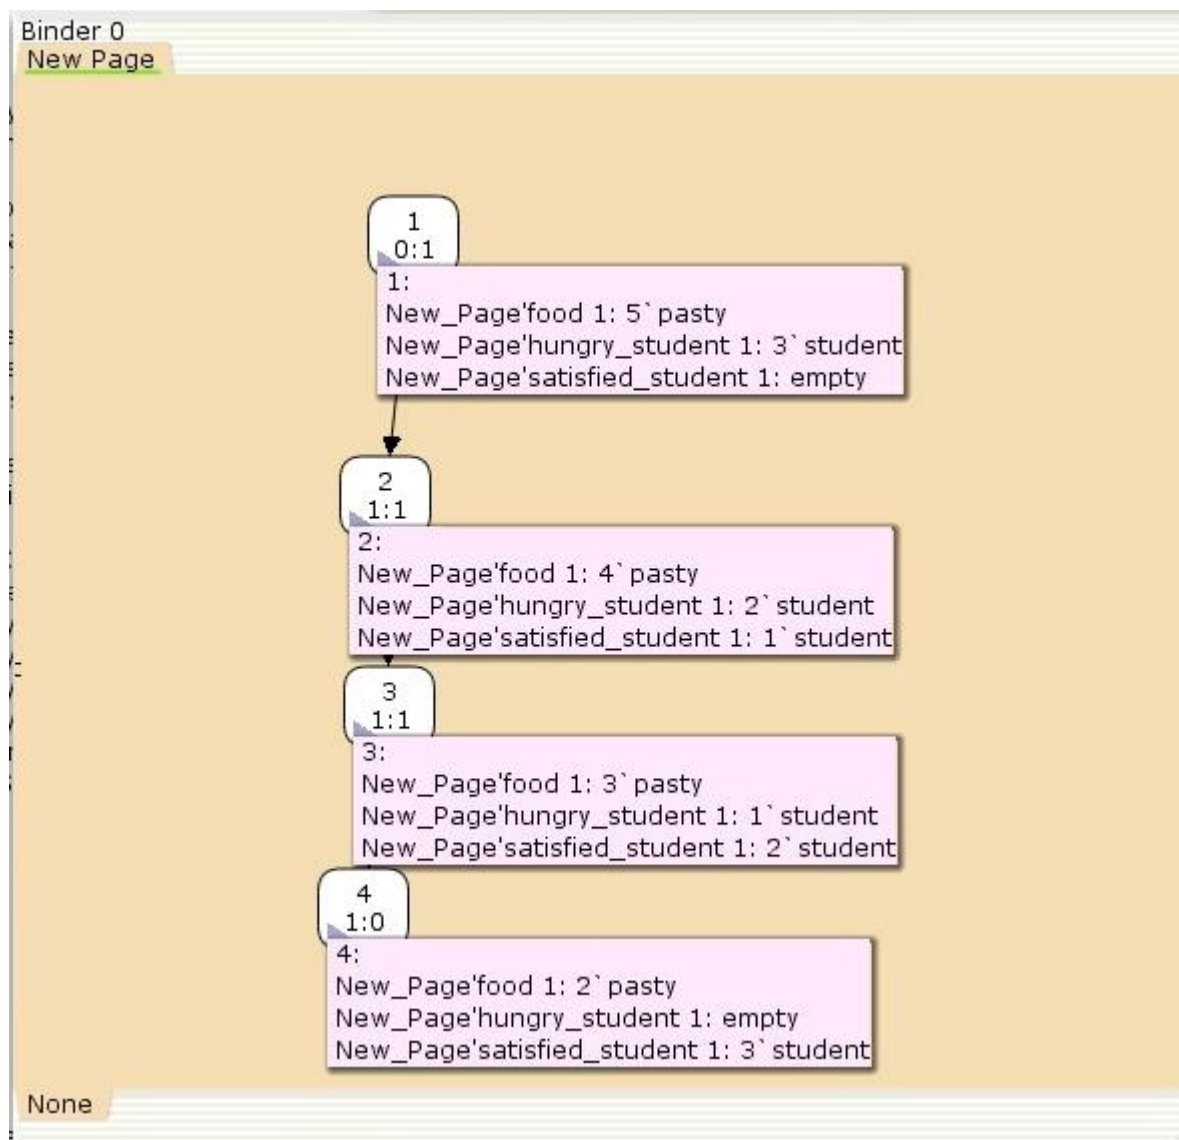 Binder 0
New Page
1
0:1
1:
New_Page'food 1: 5`pasty
New_Page'hungry_student 1: 3`student
New_Page'satisfied_student 1: empty
2
1:1
2:
New_Page'food 1: 4`pasty
New_Page'hungry_student 1: 2`student
New_Page'satisfied_student 1: 1`student
3
1:1
3:
New_Page'food 1: 3`pasty
New_Page'hungry_student 1: 1`student
New_Page'satisfied_student 1: 2`student
4
1:0
4:
New_Page'food 1: 2`pasty
New_Page'hungry_student 1: empty
New_Page'satisfied_student 1: 3`student
None